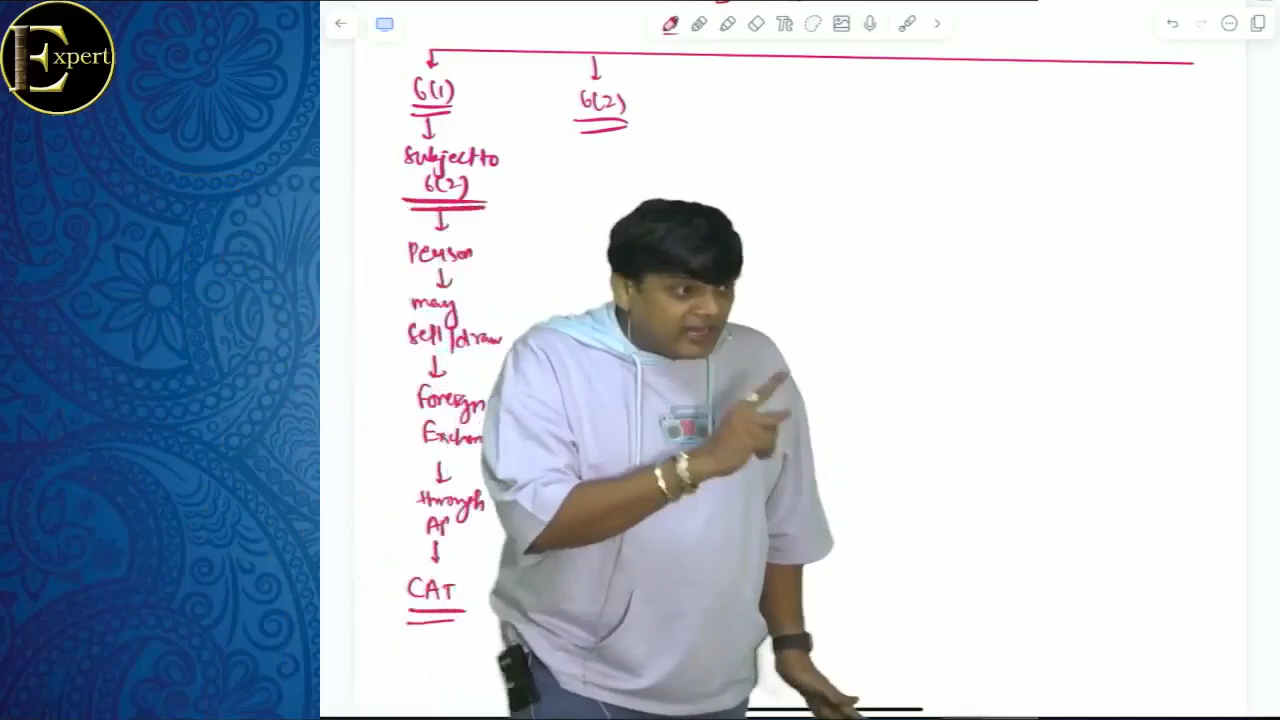 Expert
6(1)
Subject to
6(2)
Person
may
Sell/draw
Foreign
Exchan
through
AP
CAT
6(2)